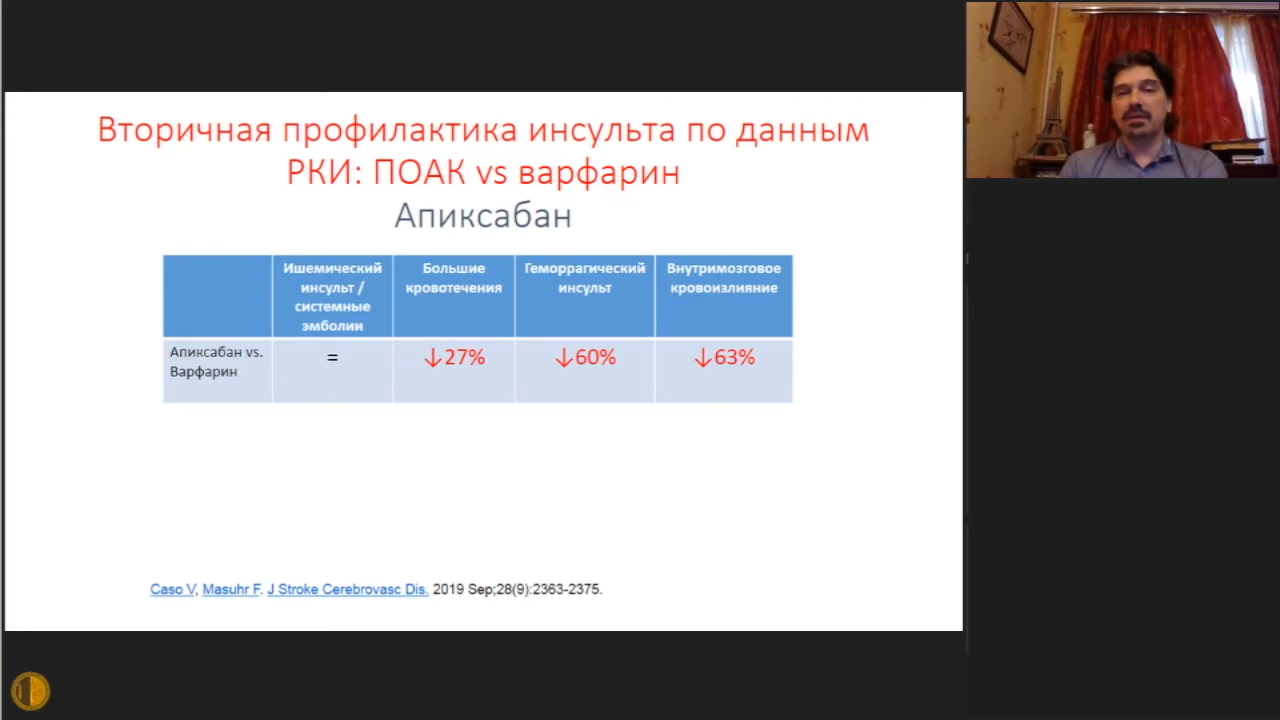 Вторичная профилактика инсульта по данным
РКИ: ПОАК vs варфарин
Апиксабан
Ишемический
инсульт /
системные
эмболии
Большие
кровотечения
Геморрагический
инсульт
Внутримозговое
кровоизлияние
Апиксабан vs.
Варфарин
=
↓27%
↓60%
↓63%
Caso V, Masuhr F. J Stroke Cerebrovasc Dis. 2019 Sep;28(9):2363-2375.